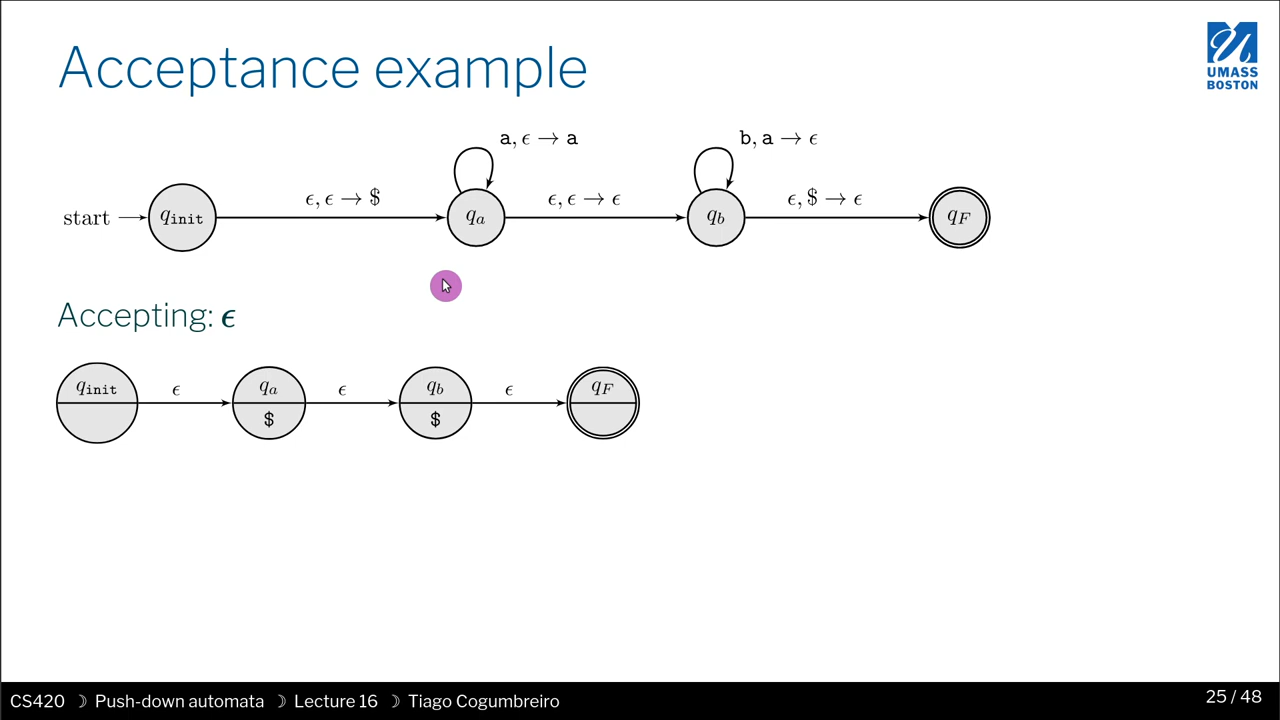 Acceptance example
UMASS
BOSTON
a, ϵ → a
b, a → ϵ
start
q_init
ϵ, ϵ → $
q_a
ϵ, ϵ → ϵ
q_b
ϵ, $ → ϵ
q_F
Accepting: ϵ
q_init
ϵ
q_a
$
ϵ
q_b
$
ϵ
q_F
CS420 ☽ Push-down automata ☽ Lecture 16 ☽ Tiago Cogumbreiro
25 / 48